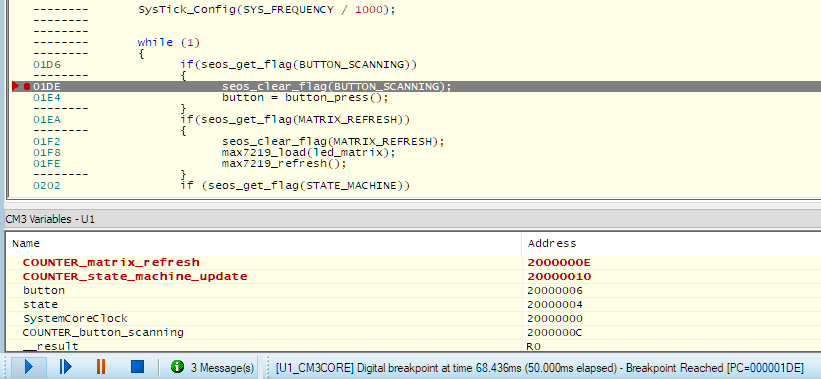 -------- SysTick_Config(SYS_FREQUENCY / 1000);
--------
--------
-------- while (1)
-------- {
01D6 if(seos_get_flag(BUTTON_SCANNING))
-------- {
01DE seos_clear_flag(BUTTON_SCANNING);
01E4 button = button_press();
-------- }
01EA if(seos_get_flag(MATRIX_REFRESH))
-------- {
01F2 seos_clear_flag(MATRIX_REFRESH);
01F8 max7219_load(led_matrix);
01FE max7219_refresh();
-------- }
0202 if (seos_get_flag(STATE_MACHINE))
CM3 Variables - U1
Name Address
COUNTER_matrix_refresh 2000000E
COUNTER_state_machine_update 20000010
button 20000006
state 20000004
SystemCoreClock 20000000
COUNTER_button_scanning 2000000C
__result R0
3 Message(s) [U1_CM3CORE] Digital breakpoint at time 68.436ms (50.000ms elapsed) - Breakpoint Reached [PC=000001DE]